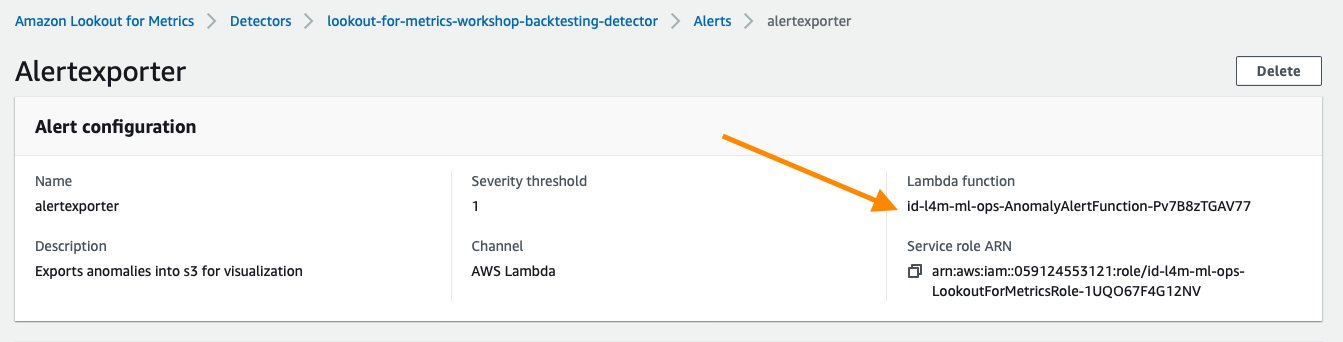 Amazon Lookout for Metrics > Detectors > lookout-for-metrics-workshop-backtesting-detector > Alerts > alertexporter
Alertexporter
Delete
Alert configuration
Name
alertexporter
Description
Exports anomalies into s3 for visualization
Severity threshold
1
Channel
AWS Lambda
Lambda function
id-l4m-ml-ops-AnomalyAlertFunction-Pv7B8zTGAV77
Service role ARN
arn:aws:iam::059124553121:role/id-l4m-ml-ops-
LookoutForMetricsRole-1UQO67F4G12NV